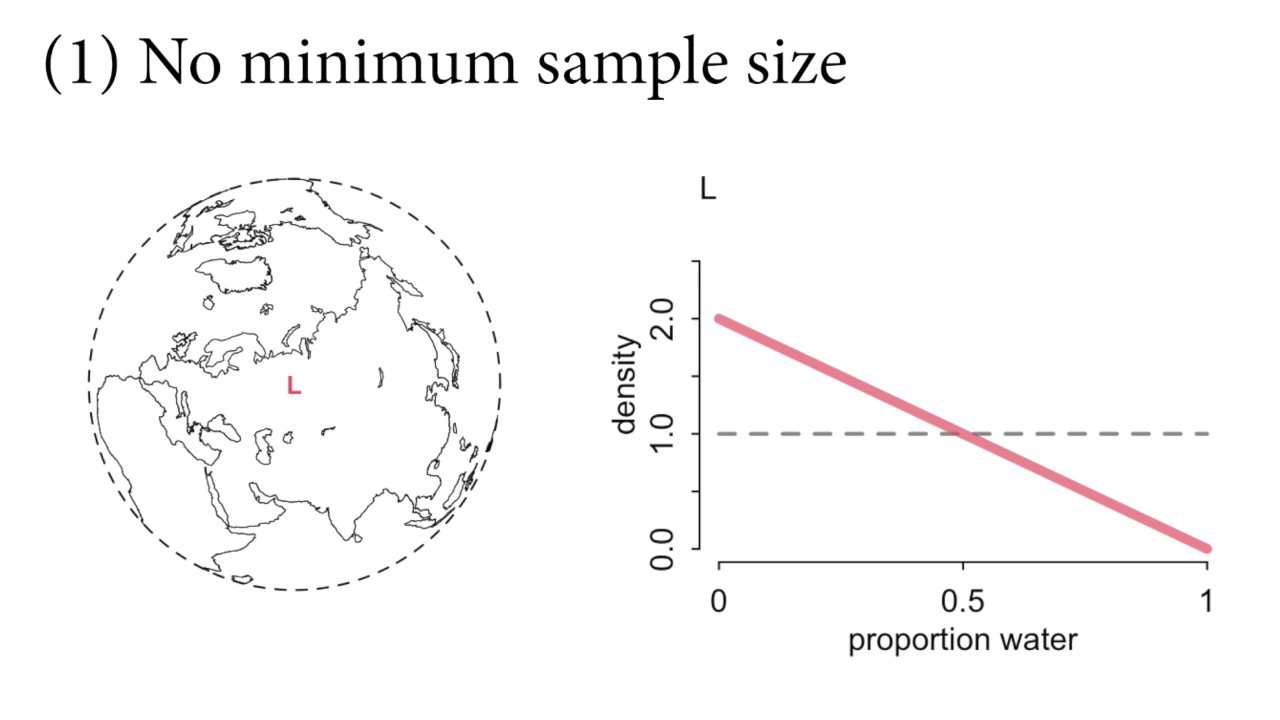 (1) No minimum sample size
L
L
density
2.0
1.0
0.0
0 0.5 1
proportion water